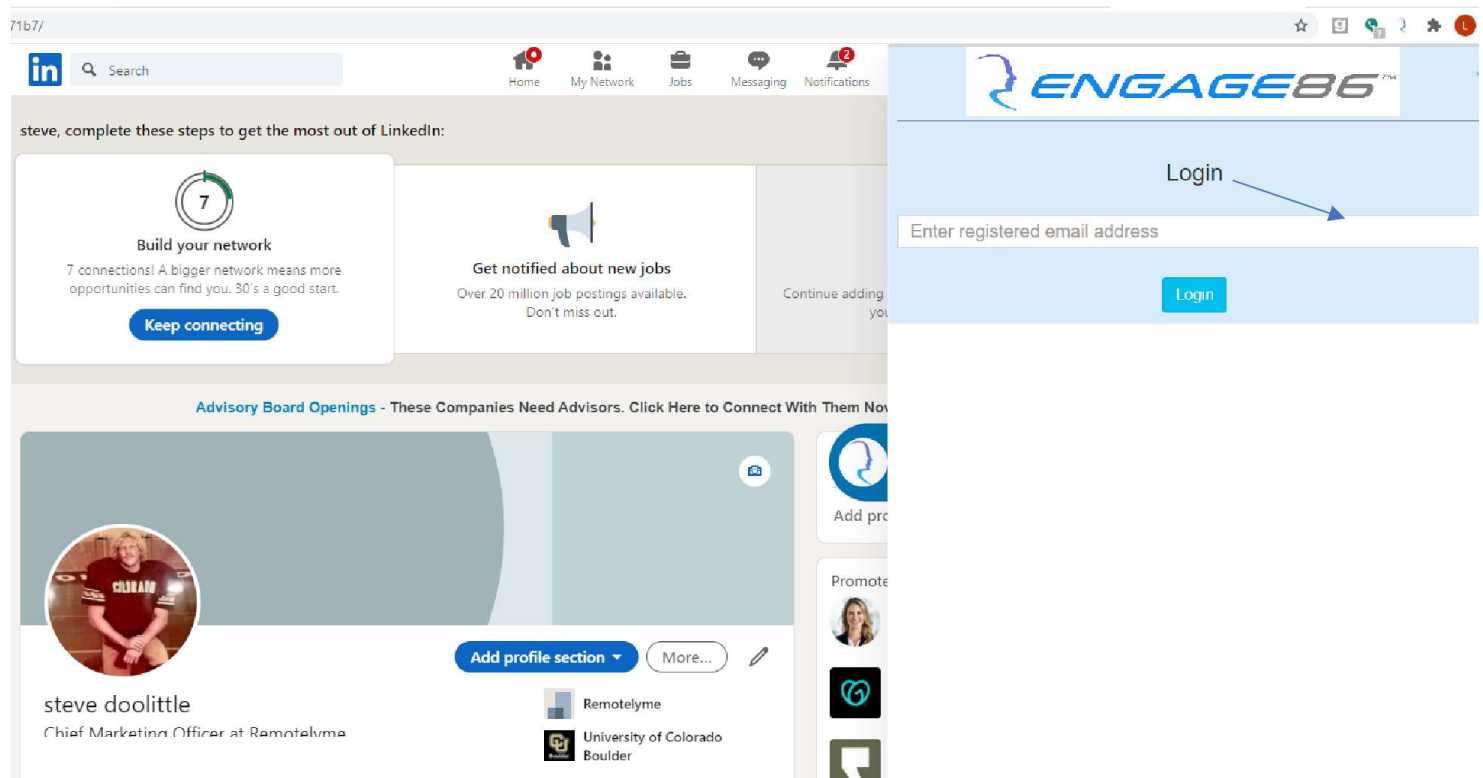 71b7/
L
in
Search
Home
My Network
Jobs
Messaging
2
Notifications
ENGAGE86™
steve, complete these steps to get the most out of LinkedIn:
Login
7
Enter registered email address
Build your network
7 connections! A bigger network means more
opportunities can find you. 30's a good start.
Keep connecting
Get notified about new jobs
Over 20 million job postings available.
Don't miss out.
Continue adding
you
Login
Advisory Board Openings - These Companies Need Advisors. Click Here to Connect With Them Nov
Add pro
Promote
COLORADO
Add profile section
More...
steve doolittle
Chief Marketing Officer at Remotelyme
Remotelyme
CU
Boulder
University of Colorado
Boulder